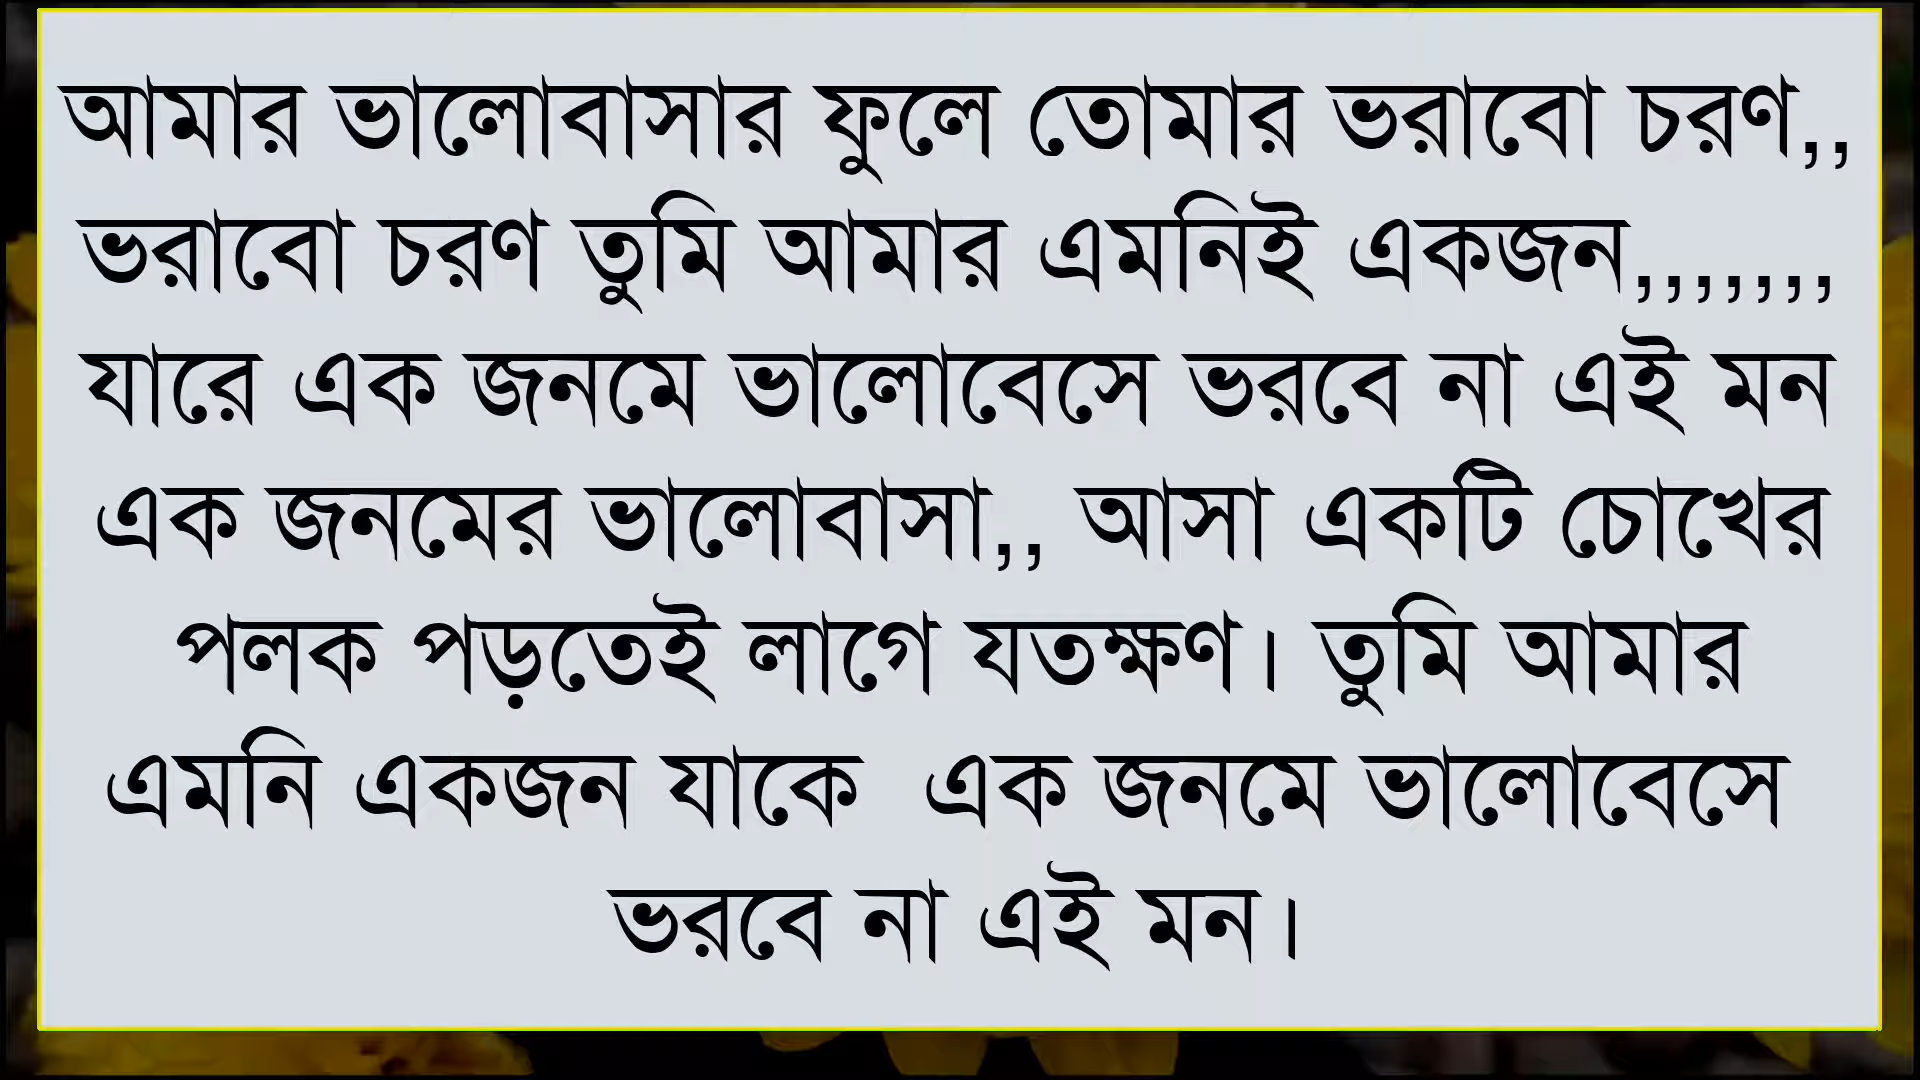 আমার ভালোবাসার ফুলে তোমার ভরাবো চরণ,,
ভরাবো চরণ তুমি আমার এমনিই একজন,,,,,,,
যারে এক জনমে ভালোবেসে ভরবে না এই মন
এক জনমের ভালোবাসা,, আসা একটি চোখের
পলক পড়তেই লাগে যতক্ষণ। তুমি আমার
এমনি একজন যাকে  এক জনমে ভালোবেসে
ভরবে না এই মন।